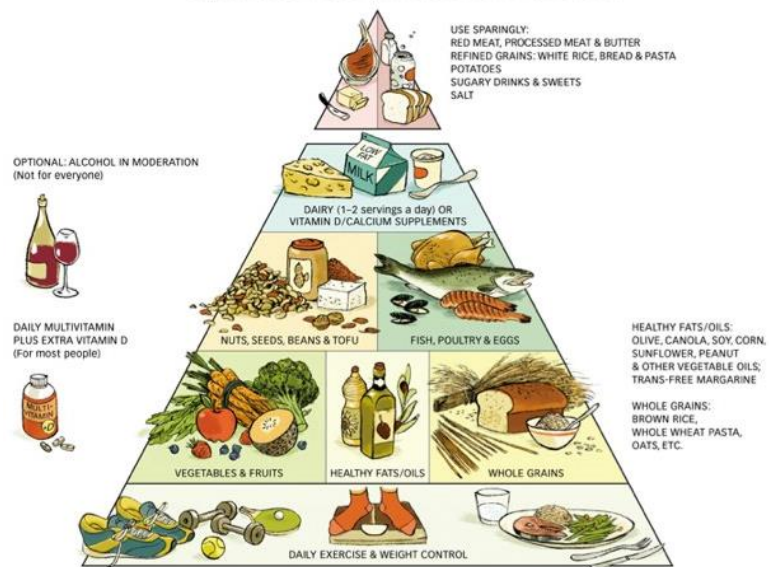 USE SPARINGLY:
RED MEAT, PROCESSED MEAT & BUTTER
REFINED GRAINS: WHITE RICE, BREAD & PASTA
POTATOES
SUGARY DRINKS & SWEETS
SALT
OPTIONAL: ALCOHOL IN MODERATION
(Not for everyone)
LOW
FAT
MILK
DAIRY (1–2 servings a day) OR
VITAMIN D/CALCIUM SUPPLEMENTS
DAILY MULTIVITAMIN
PLUS EXTRA VITAMIN D
(For most people)
MULTI-
VITAMIN
+D
NUTS, SEEDS, BEANS & TOFU
FISH, POULTRY & EGGS
HEALTHY FATS/OILS:
OLIVE, CANOLA, SOY, CORN,
SUNFLOWER, PEANUT
& OTHER VEGETABLE OILS;
TRANS-FREE MARGARINE
WHOLE GRAINS:
BROWN RICE,
WHOLE WHEAT PASTA,
OATS, ETC.
VEGETABLES & FRUITS
HEALTHY FATS/OILS
WHOLE GRAINS
DAILY EXERCISE & WEIGHT CONTROL